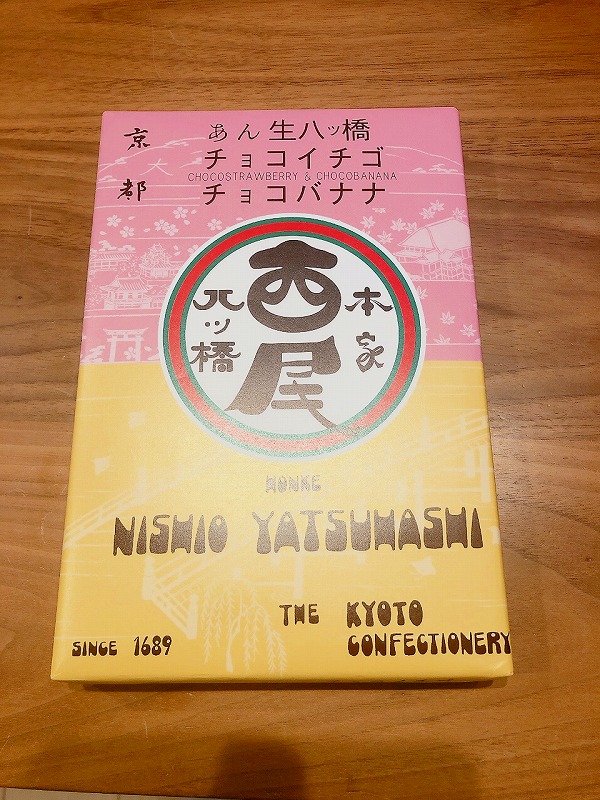 京都
あん生八ッ橋
チョコイチゴ
CHOCOSTRAWBERRY & CHOCOBANANA
チョコバナナ
大
本家
西尾
八ッ橋
HONKE
NISHIO YATSUHASHI
THE KYOTO
CONFECTIONERY
SINCE 1689